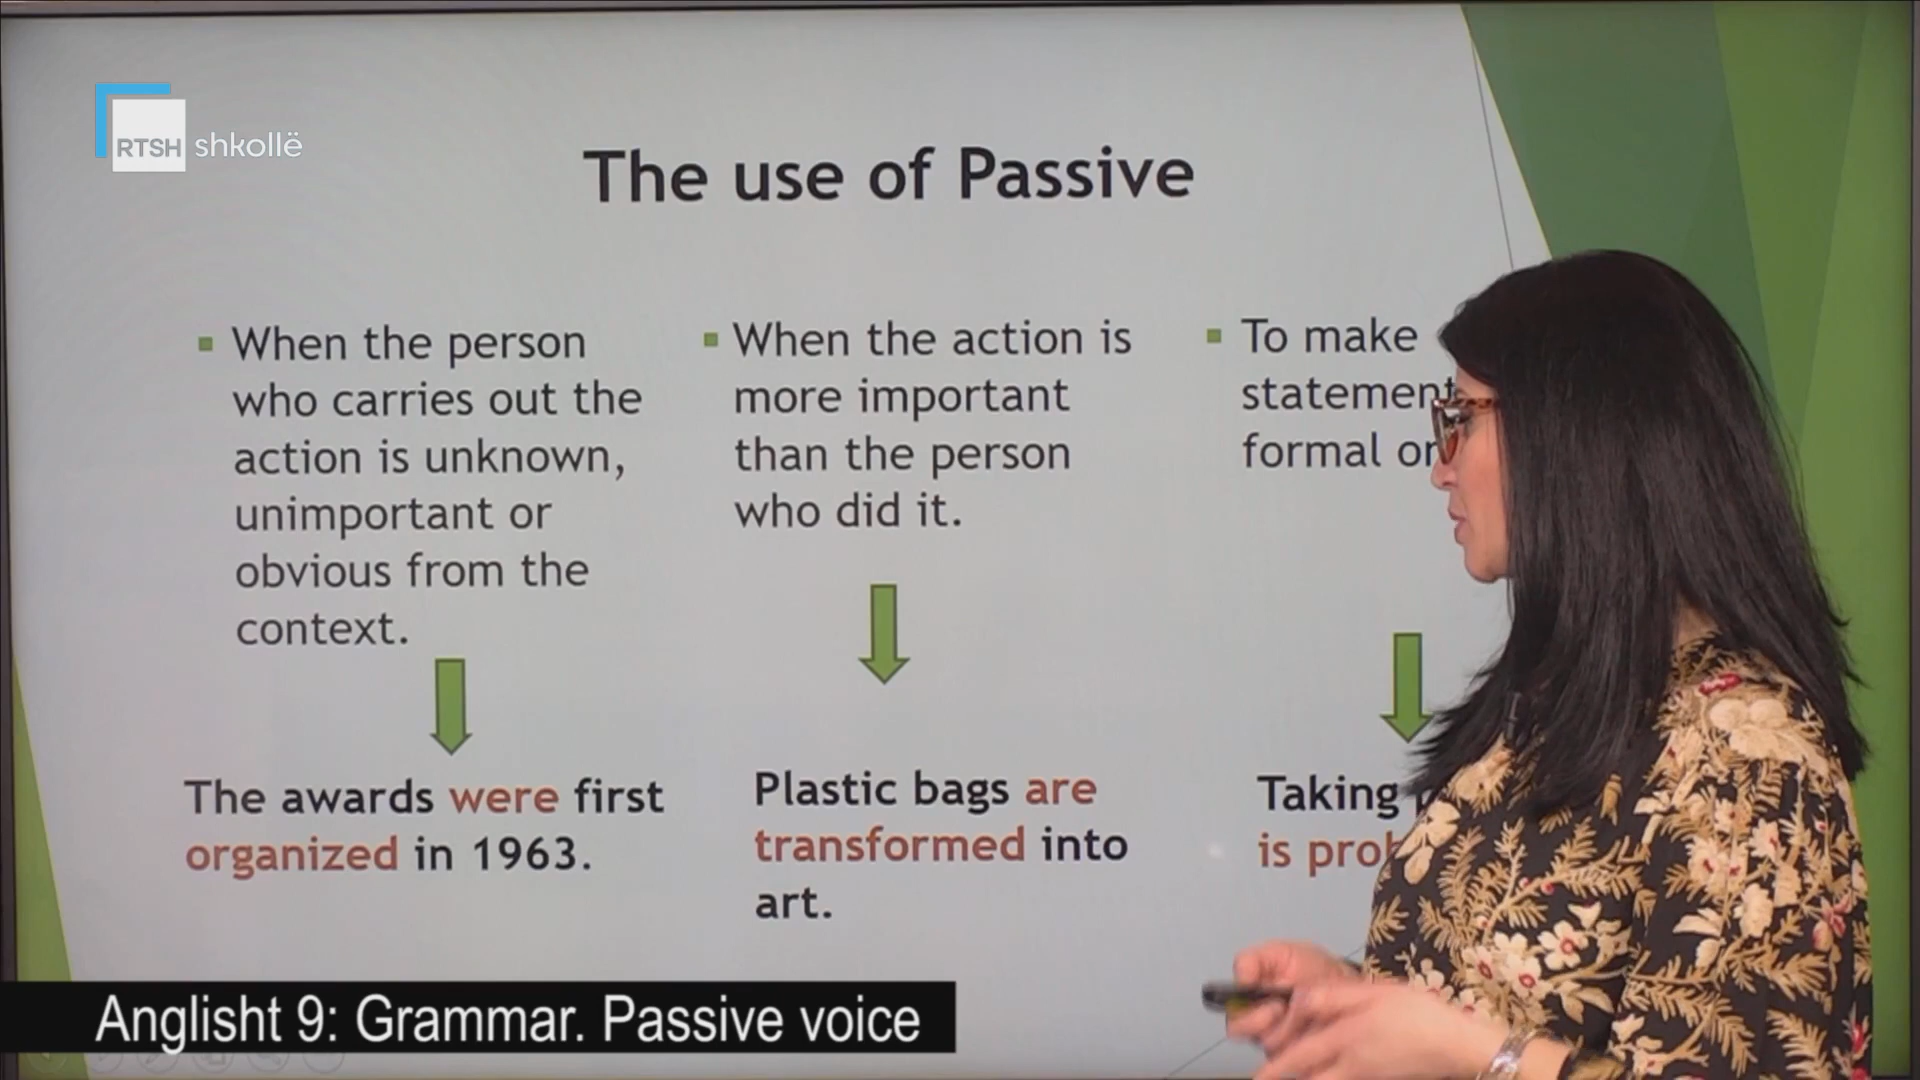 RTSH shkollë
The use of Passive
When the person
who carries out the
action is unknown,
unimportant or
obvious from the
context.
When the action is
more important
than the person
who did it.
To make
formal or
The awards were first
organized in 1963.
Plastic bags are
transformed into
art.
Taking
is
Anglisht 9: Grammar. Passive voice